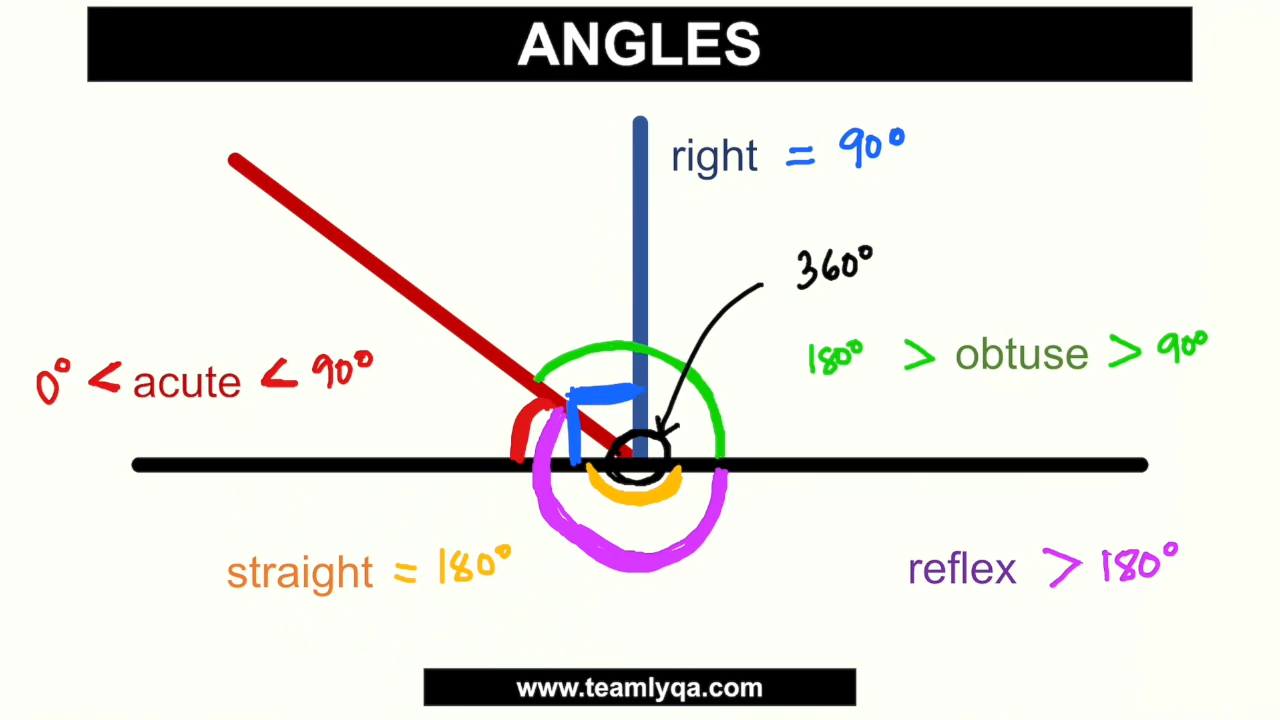 ANGLES
right = 90°
360°
180° > obtuse > 90°
0° < acute < 90°
straight = 180°
reflex > 180°
www.teamlyqa.com